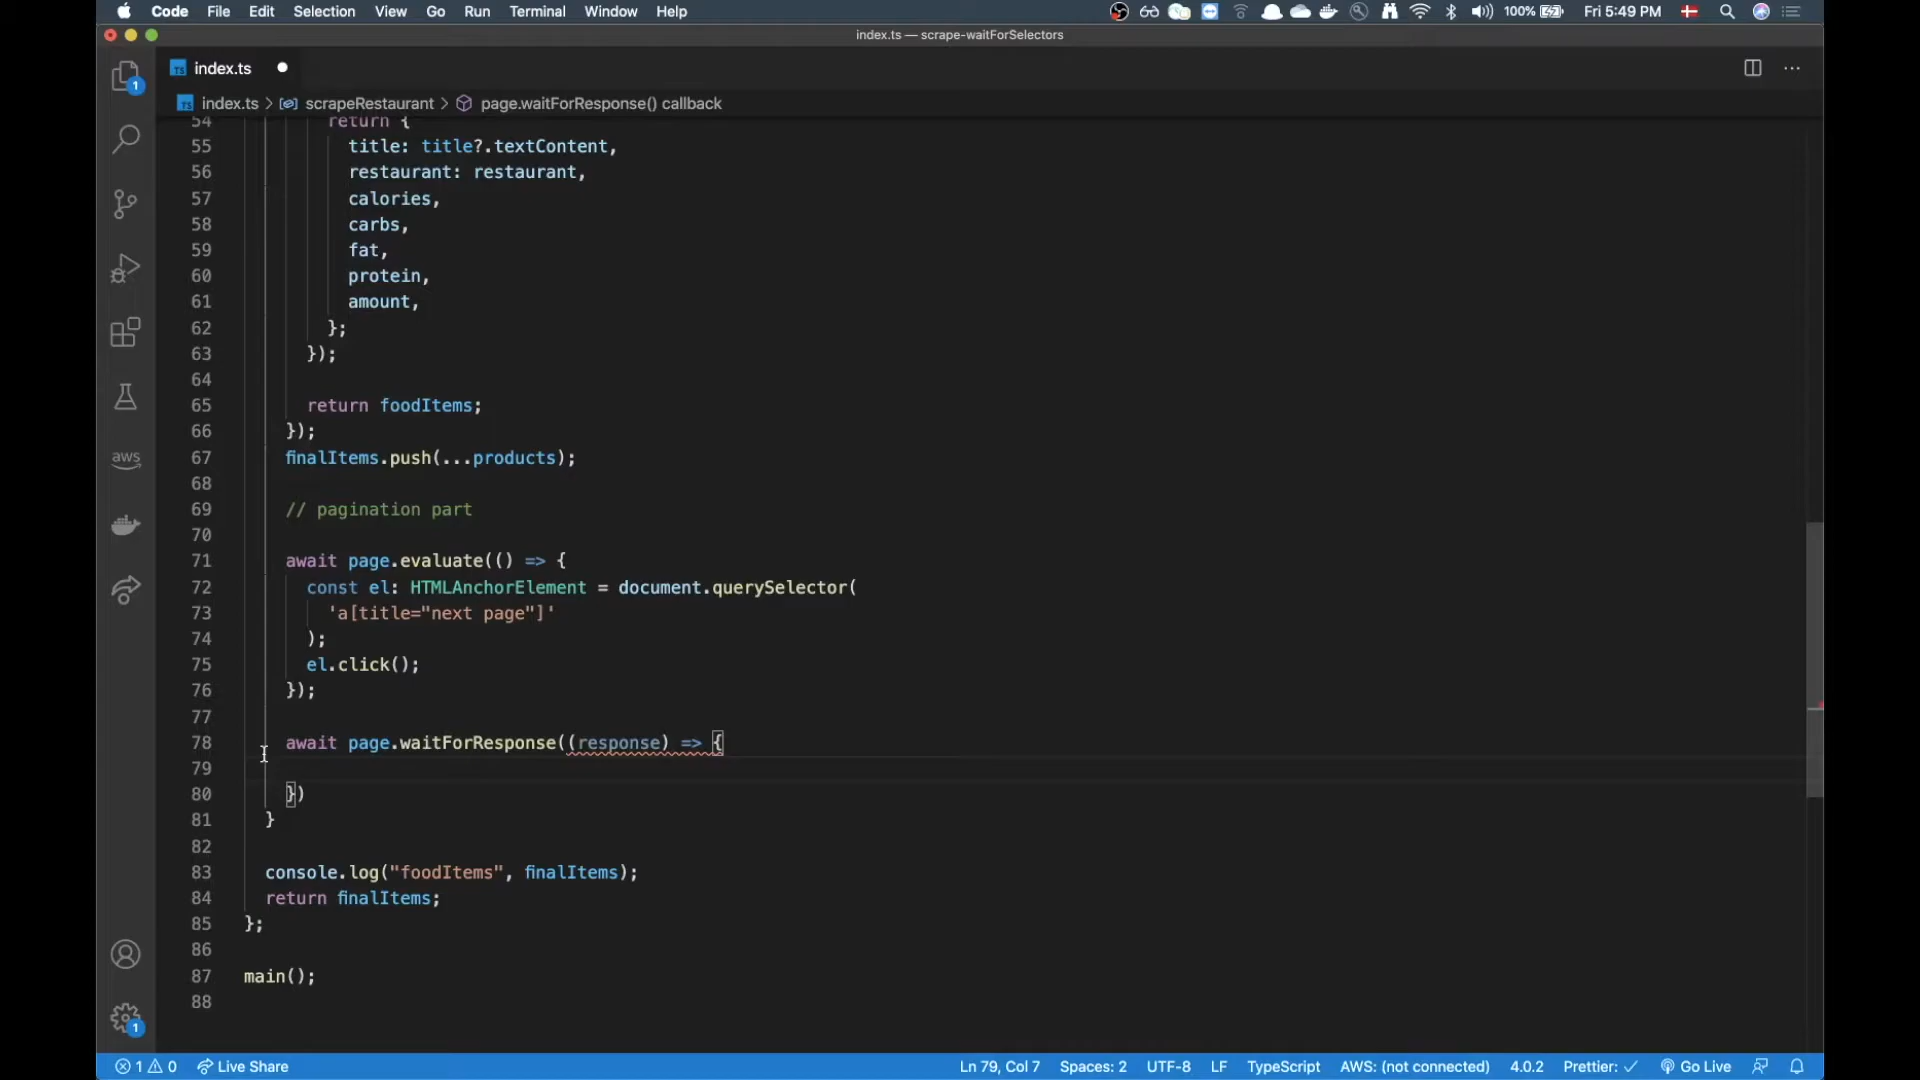 Code File Edit Selection View Go Run Terminal Window Help 100% Fri 5:49 PM
index.ts — scrape-waitForSelectors
TS index.ts
TS index.ts > scrapeRestaurant > page.waitForResponse() callback
54 return {
55 title: title?.textContent,
56 restaurant: restaurant,
57 calories,
58 carbs,
59 fat,
60 protein,
61 amount,
62 };
63 });
64
65 return foodItems;
66 });
67 finalItems.push(...products);
68
69 // pagination part
70
71 await page.evaluate(() => {
72 const el: HTMLAnchorElement = document.querySelector(
73 'a[title="next page"]'
74 );
75 el.click();
76 });
77
78 await page.waitForResponse((response) => {
79
80 })
81 }
82
83 console.log("foodItems", finalItems);
84 return finalItems;
85 };
86
87 main();
88
1
aws
1
1 0 Live Share Ln 79, Col 7 Spaces: 2 UTF-8 LF TypeScript AWS: (not connected) 4.0.2 Prettier: ✓ Go Live